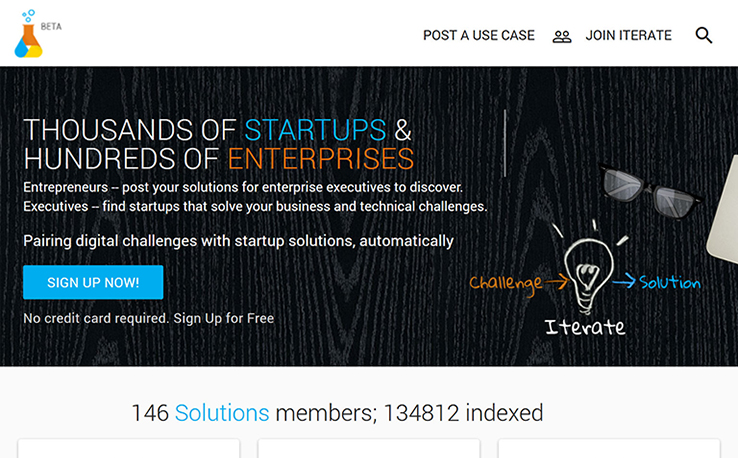 BETA
POST A USE CASE
JOIN ITERATE
THOUSANDS OF STARTUPS &
HUNDREDS OF ENTERPRISES
Entrepreneurs -- post your solutions for enterprise executives to discover.
Executives -- find startups that solve your business and technical challenges.
Pairing digital challenges with startup solutions, automatically
SIGN UP NOW!
No credit card required. Sign Up for Free
Challenge
Solution
Iterate
146 Solutions members; 134812 indexed